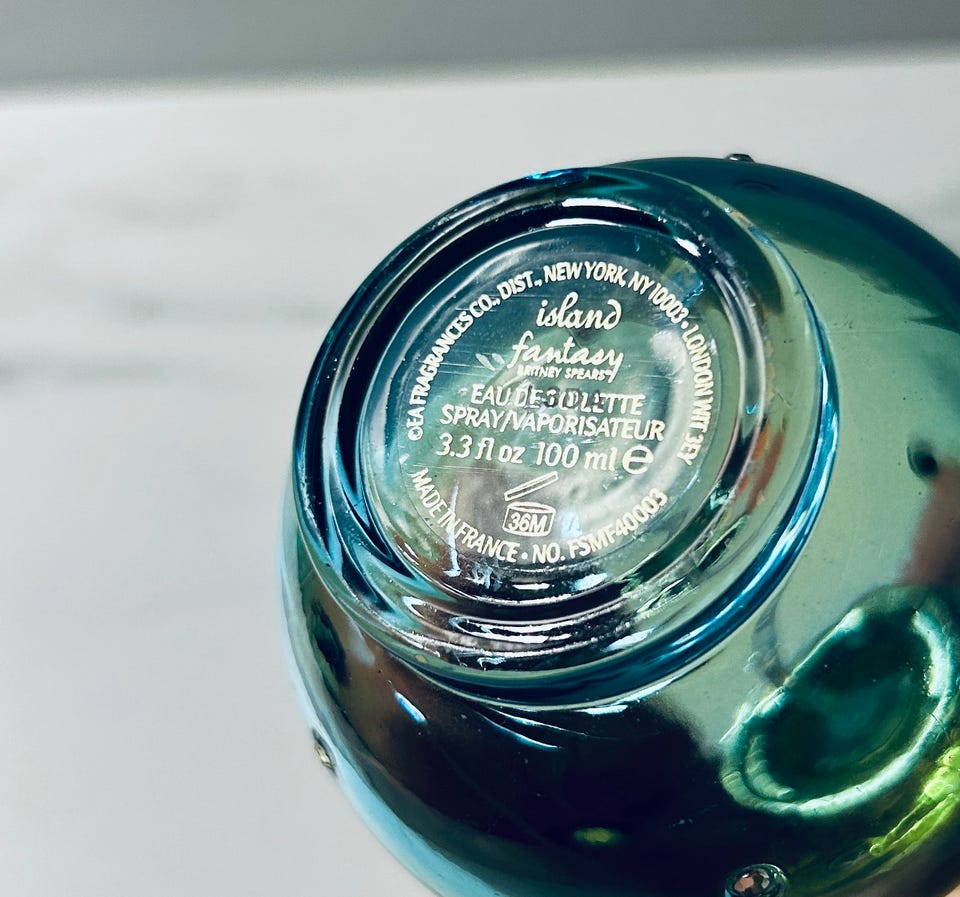 ©EA FRAGRANCES CO., DIST., NEW YORK, NY 10003 • LONDON W1T 3EY
island
fantasy
BRITNEY SPEARS™
EAU DE TOILETTE
SPRAY/VAPORISATEUR
3.3 fl oz 100 ml ℮
36M
MADE IN FRANCE • NO. FSMF40003